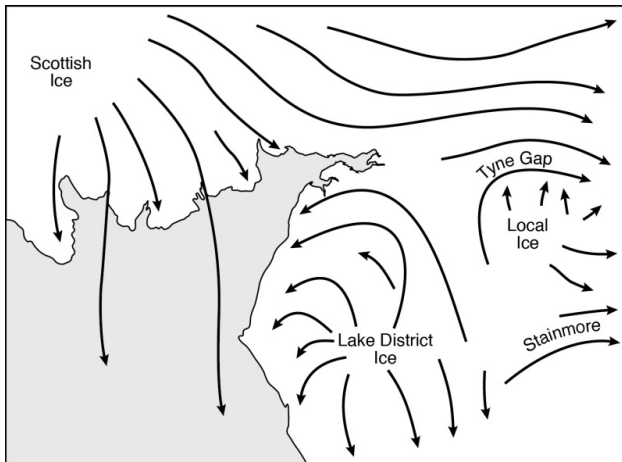 Scottish
Ice
Tyne Gap
Local
Ice
Lake District
Ice
Stainmore